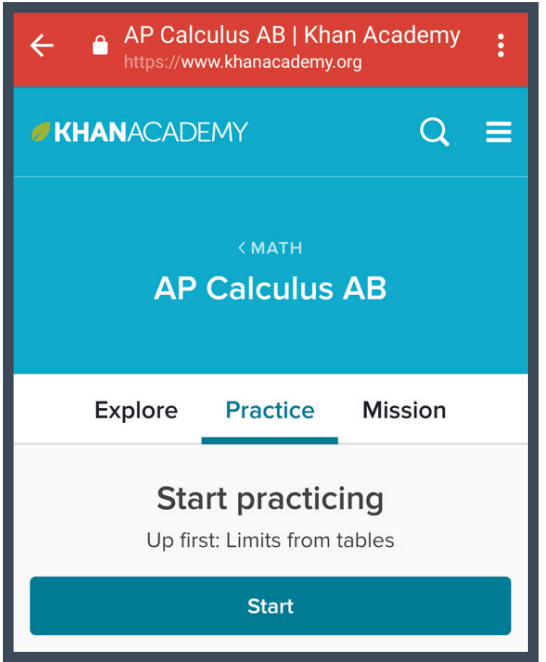 AP Calculus AB | Khan Academy
https://www.khanacademy.org
KHANACADEMY
< MATH
AP Calculus AB
Explore Practice Mission
Start practicing
Up first: Limits from tables
Start